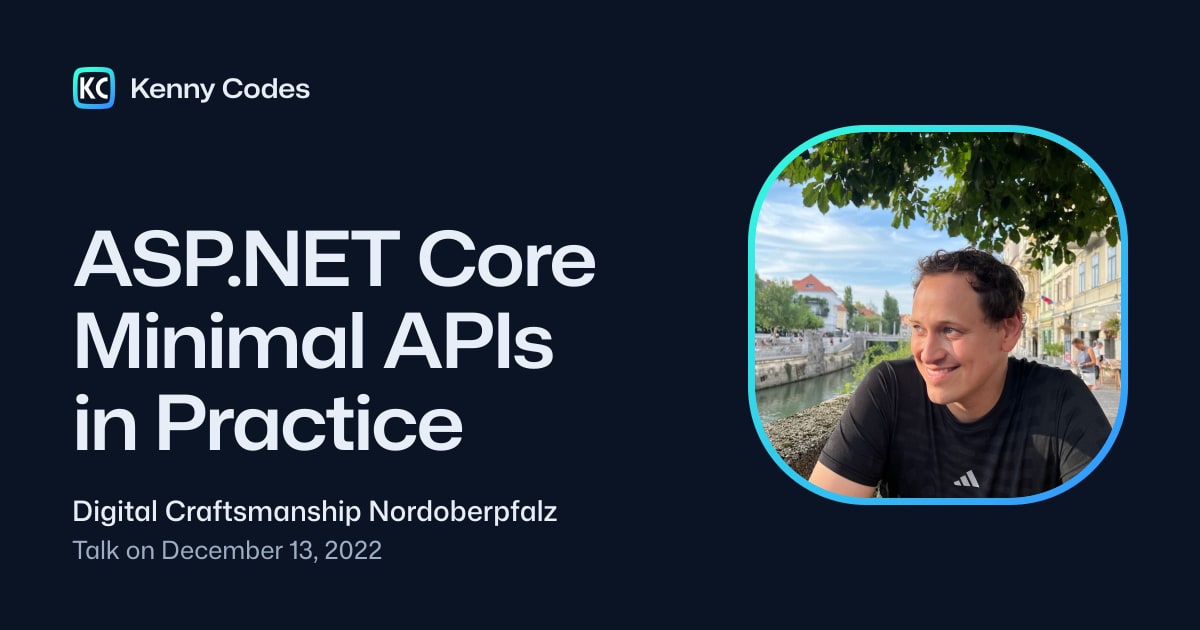 KC
Kenny Codes
ASP.NET Core
Minimal APIs
in Practice
Digital Craftsmanship Nordoberpfalz
Talk on December 13, 2022